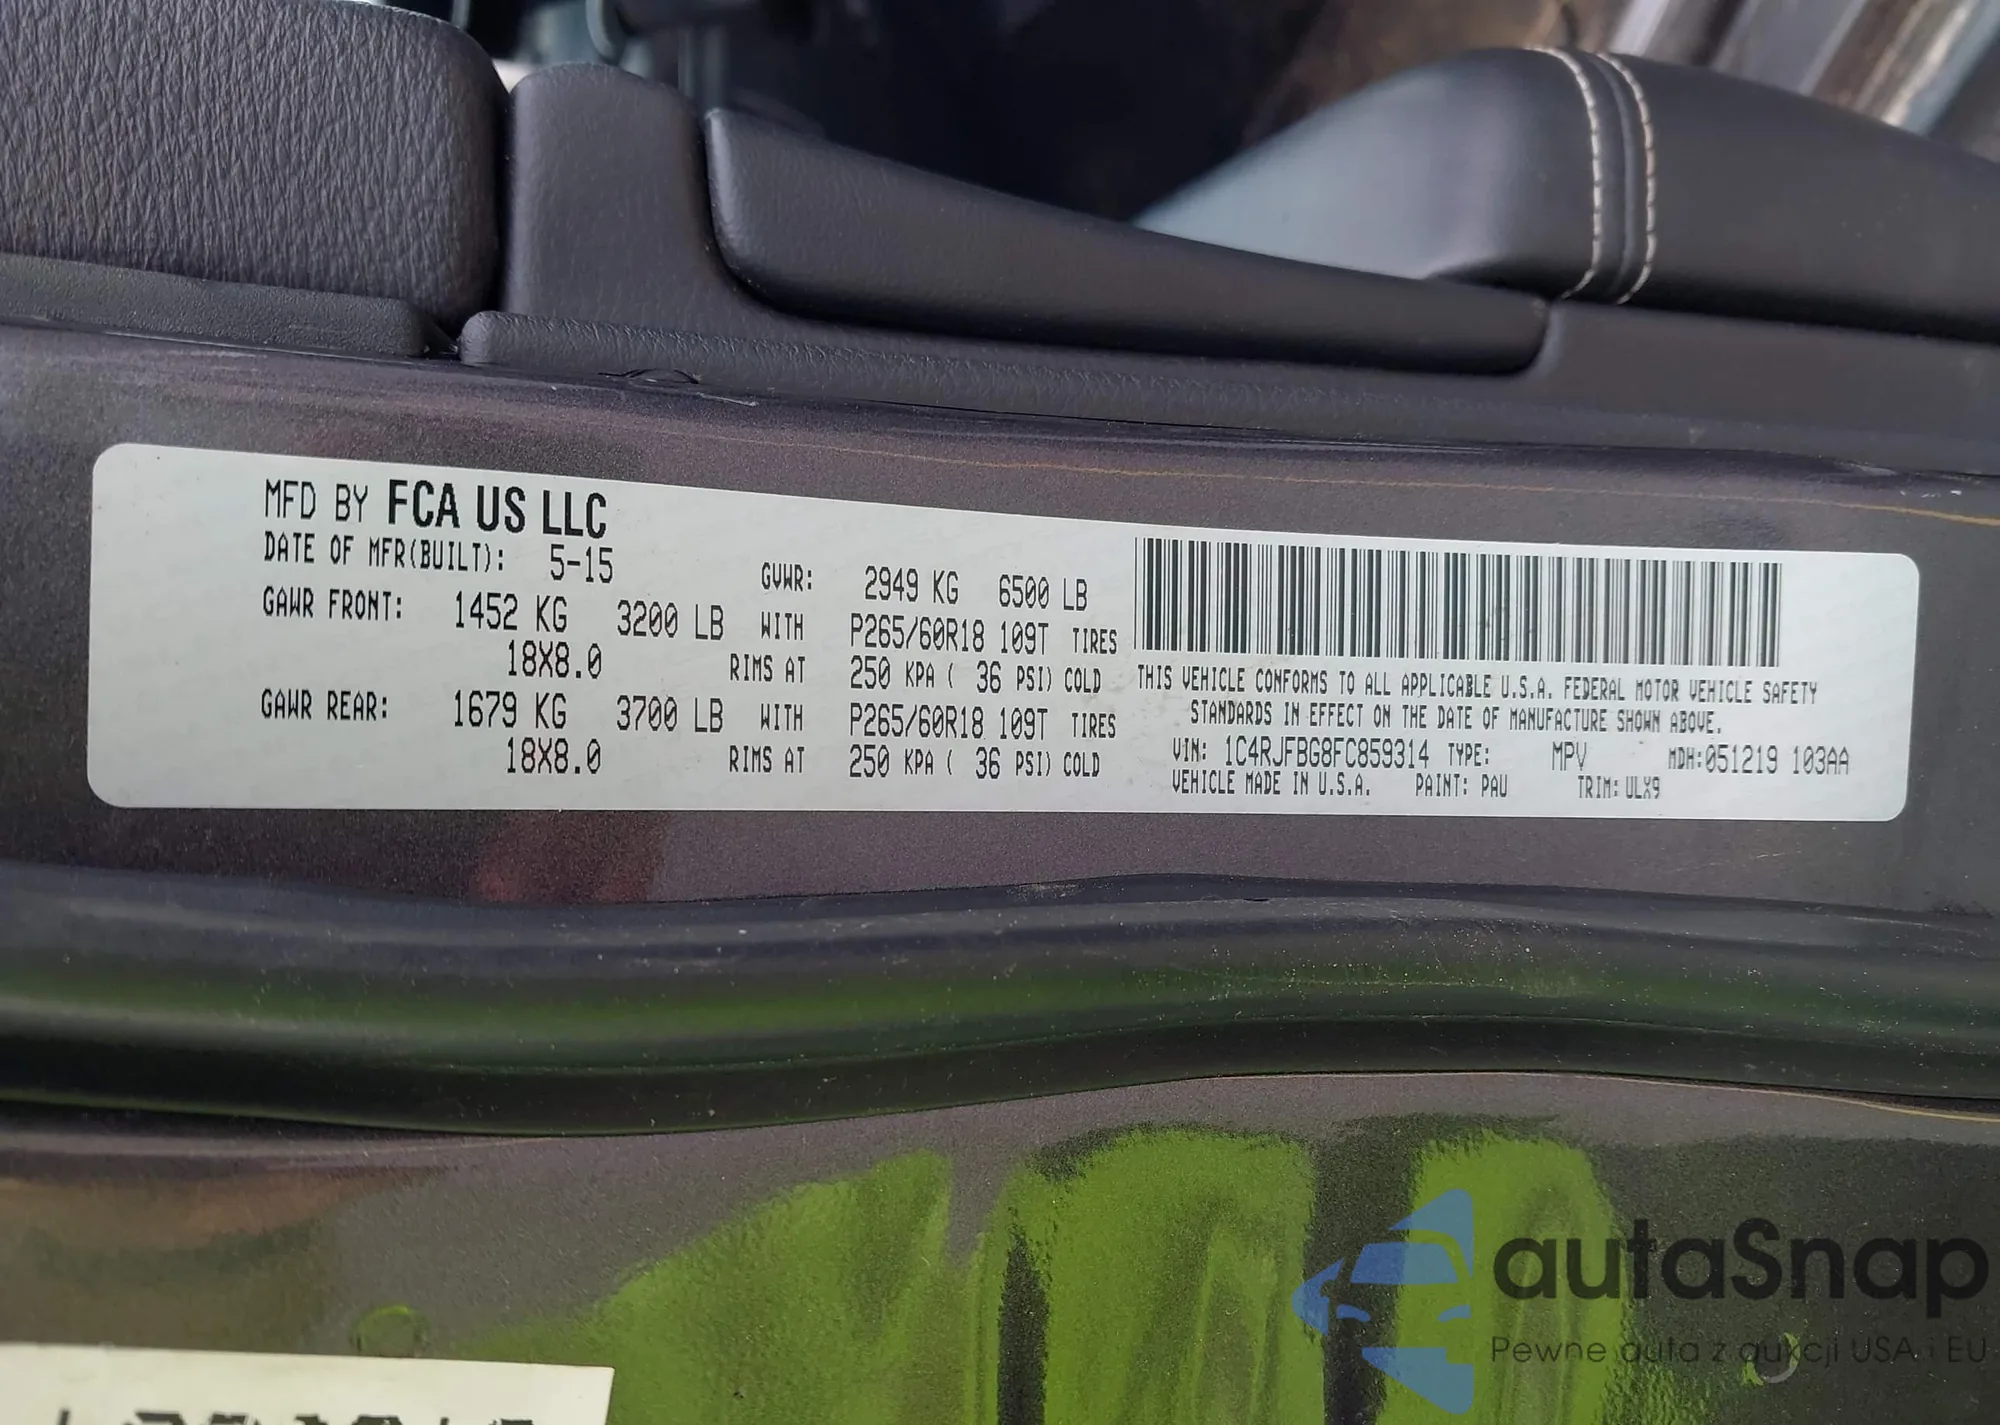 MFD BY FCA US LLC
DATE OF MFR(BUILT): 5-15
GVWR: 2949 KG 6500 LB
GAWR FRONT: 1452 KG 3200 LB WITH P265/60R18 109T TIRES
18X8.0 RIMS AT 250 KPA ( 36 PSI) COLD
GAWR REAR: 1679 KG 3700 LB WITH P265/60R18 109T TIRES
18X8.0 RIMS AT 250 KPA ( 36 PSI) COLD
THIS VEHICLE CONFORMS TO ALL APPLICABLE U.S.A. FEDERAL MOTOR VEHICLE SAFETY
STANDARDS IN EFFECT ON THE DATE OF MANUFACTURE SHOWN ABOVE.
VIN: 1C4RJFBG8FC859314 TYPE: MPV MDH:051219 103AA
VEHICLE MADE IN U.S.A. PAINT: PAU TRIM: ULX9
autaSnap
Pewne auta z aukcji USA i EU